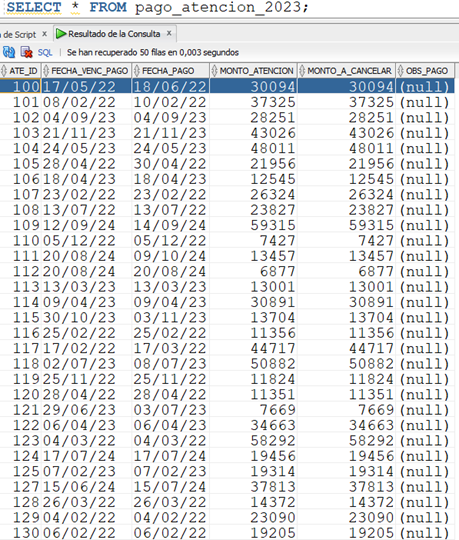 SELECT * FROM pago_atencion_2023;
a de Script x Resultado de la Consulta x
SQL | Se han recuperado 50 filas en 0,003 segundos
ATE_ID FECHA_VENC_PAGO FECHA_PAGO MONTO_ATENCION MONTO_A_CANCELAR OBS_PAGO
100 17/05/22 18/06/22 30094 30094 (null)
101 08/02/22 10/02/22 37325 37325 (null)
102 04/09/23 04/09/23 28251 28251 (null)
103 21/11/23 21/11/23 43026 43026 (null)
104 24/05/23 24/05/23 48011 48011 (null)
105 28/04/22 30/04/22 21956 21956 (null)
106 18/04/23 18/04/23 12545 12545 (null)
107 23/02/22 23/02/22 26324 26324 (null)
108 13/07/22 13/07/22 23827 23827 (null)
109 12/09/24 14/09/24 59315 59315 (null)
110 05/12/22 05/12/22 7427 7427 (null)
111 20/08/24 09/10/24 13457 13457 (null)
112 20/08/24 20/08/24 6877 6877 (null)
113 13/03/23 13/03/23 13001 13001 (null)
114 09/04/23 09/04/23 30891 30891 (null)
115 30/10/23 03/11/23 13704 13704 (null)
116 25/02/22 25/02/22 11356 11356 (null)
117 17/02/22 17/03/22 44717 44717 (null)
118 02/07/23 08/07/23 50882 50882 (null)
119 25/11/22 25/11/22 11824 11824 (null)
120 28/04/22 28/04/22 11351 11351 (null)
121 29/06/23 03/07/23 7669 7669 (null)
122 06/04/23 06/04/23 34663 34663 (null)
123 04/03/22 04/03/22 58292 58292 (null)
124 17/07/24 17/07/24 19456 19456 (null)
125 07/02/23 07/02/23 19314 19314 (null)
127 15/06/24 15/07/24 37813 37813 (null)
128 26/03/22 26/03/22 14372 14372 (null)
129 04/02/22 04/02/22 23090 23090 (null)
130 06/02/22 06/02/22 19205 19205 (null)